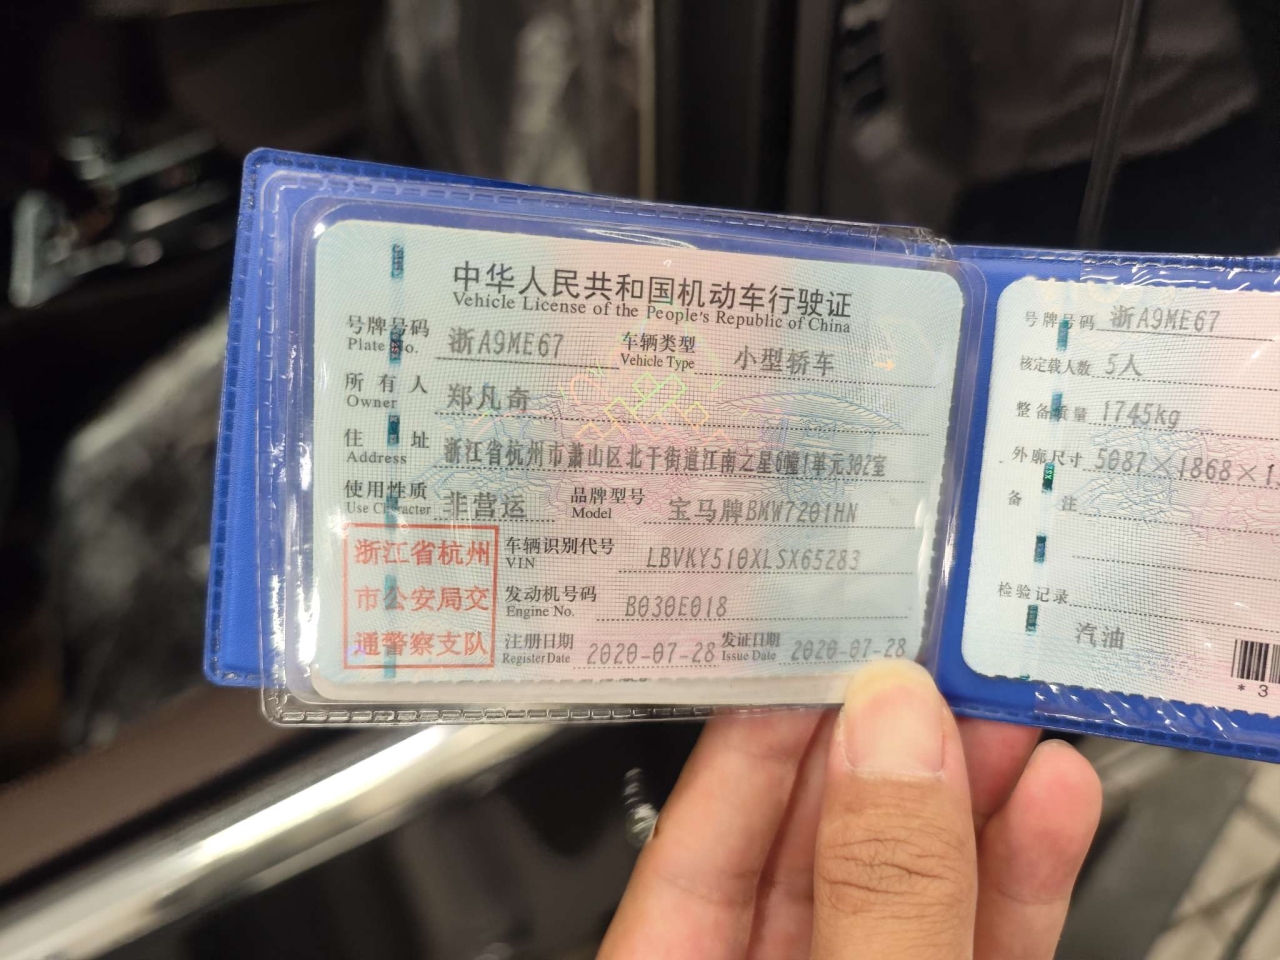 中华人民共和国机动车行驶证
Vehicle License of the People's Republic of China
号牌号码 浙A9ME67 车辆类型 小型轿车
Plate No. Vehicle Type
所有人 郑凡奇
Owner
住址 浙江省杭州市萧山区北干街道江南之星6幢1单元302室
Address
使用性质 非营运 品牌型号 宝马牌BMW7201HN
Use Character Model
浙江省杭州
市公安局交
通警察支队
车辆识别代号 LBVKY510XLSX65283
VIN
发动机号码 B030E018
Engine No.
注册日期 2020-07-28 发证日期 2020-07-28
Register Date Issue Date
号牌号码 浙A9ME67
核定载人数 5人
整备质量 1745kg
外廓尺寸 5087×1868×1
备注
检验记录
汽油
* 3